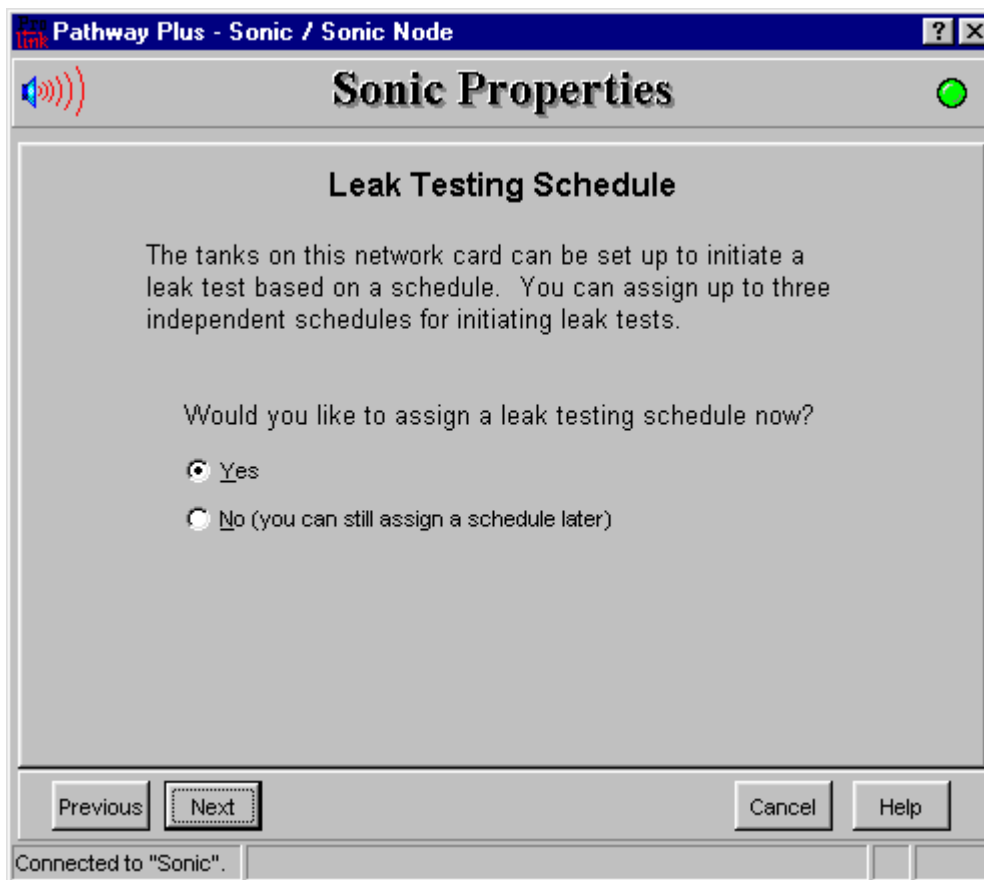 Pro
link
Pathway Plus - Sonic / Sonic Node
Sonic Properties
Leak Testing Schedule
The tanks on this network card can be set up to initiate a
leak test based on a schedule.  You can assign up to three
independent schedules for initiating leak tests.
Would you like to assign a leak testing schedule now?
Yes
No (you can still assign a schedule later)
Previous
Next
Cancel
Help
Connected to "Sonic".